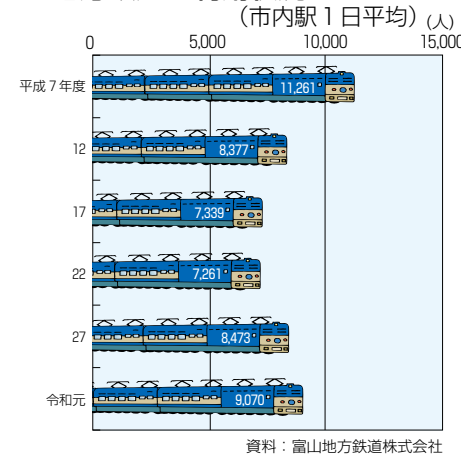 （市内駅１日平均）(人)
0 5,000 10,000 15,000
平成７年度 11,261
12 8,377
17 7,339
22 7,261
27 8,473
令和元 9,070
資料：富山地方鉄道株式会社